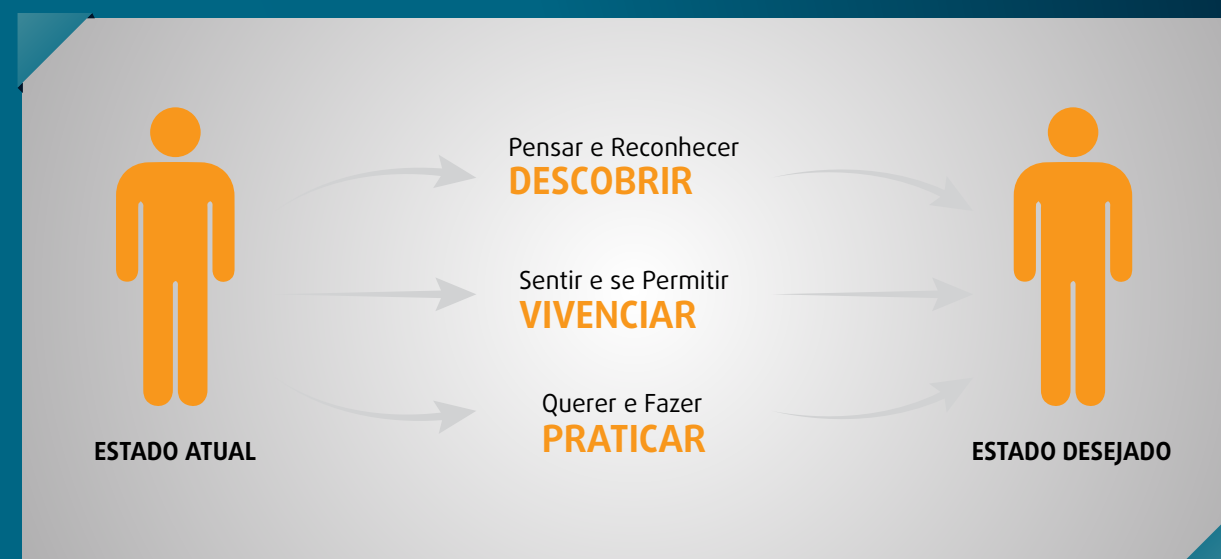 Pensar e Reconhecer
DESCOBRIR
Sentir e se Permitir
VIVENCIAR
Querer e Fazer
PRATICAR
ESTADO ATUAL
ESTADO DESEJADO